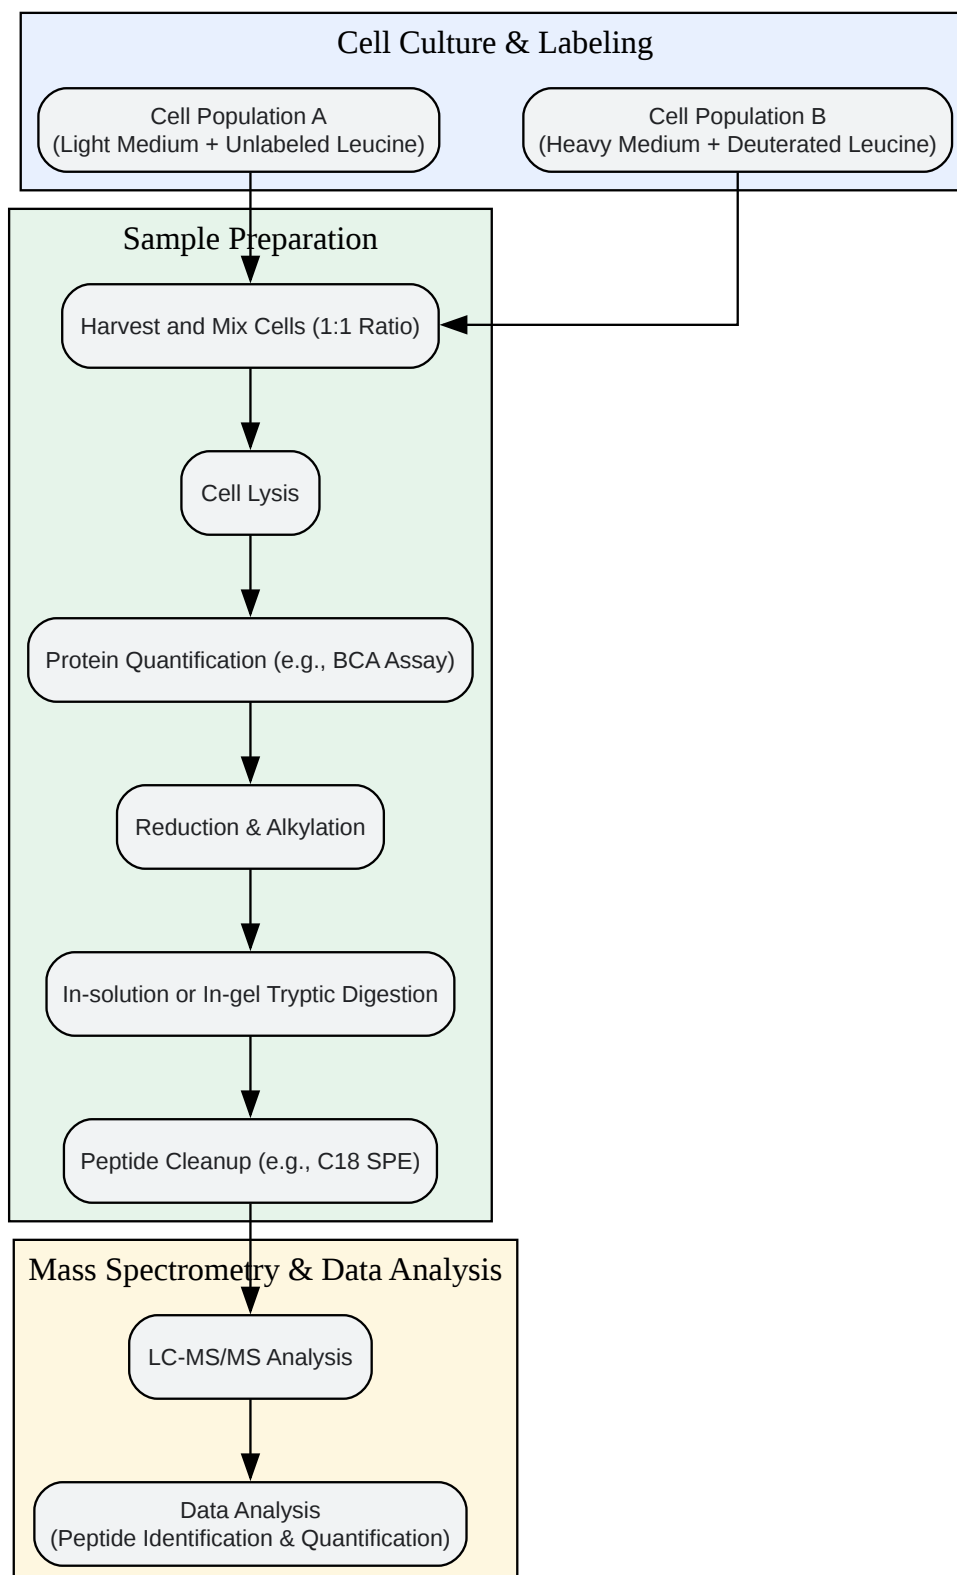 Cell Culture & Labeling
Cell Population A
(Light Medium + Unlabeled Leucine)
Cell Population B
(Heavy Medium + Deuterated Leucine)
Sample Preparation
Harvest and Mix Cells (1:1 Ratio)
Cell Lysis
Protein Quantification (e.g., BCA Assay)
Reduction & Alkylation
In-solution or In-gel Tryptic Digestion
Peptide Cleanup (e.g., C18 SPE)
Mass Spectrometry & Data Analysis
LC-MS/MS Analysis
Data Analysis
(Peptide Identification & Quantification)